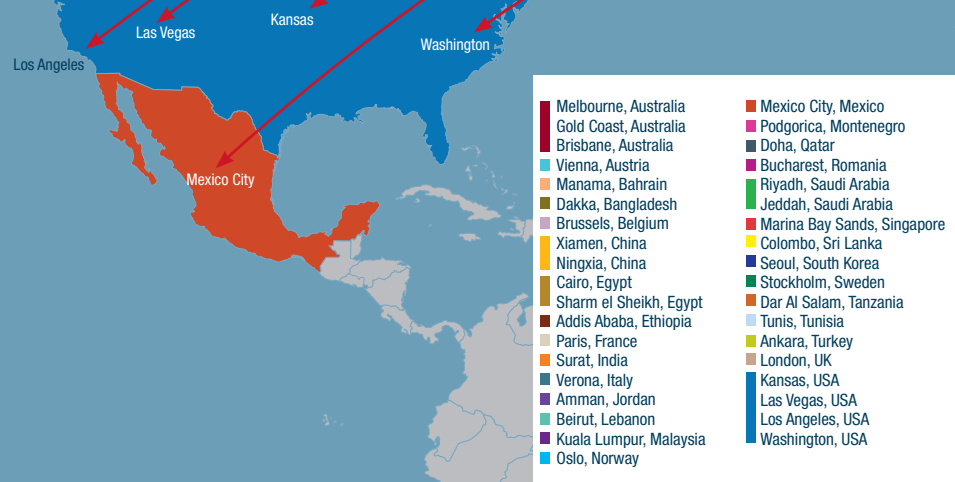 Kansas
Las Vegas
Washington
Los Angeles
Mexico City
Melbourne, Australia
Gold Coast, Australia
Brisbane, Australia
Vienna, Austria
Manama, Bahrain
Dakka, Bangladesh
Brussels, Belgium
Xiamen, China
Ningxia, China
Cairo, Egypt
Sharm el Sheikh, Egypt
Addis Ababa, Ethiopia
Paris, France
Surat, India
Verona, Italy
Amman, Jordan
Beirut, Lebanon
Kuala Lumpur, Malaysia
Oslo, Norway
Mexico City, Mexico
Podgorica, Montenegro
Doha, Qatar
Bucharest, Romania
Riyadh, Saudi Arabia
Jeddah, Saudi Arabia
Marina Bay Sands, Singapore
Colombo, Sri Lanka
Seoul, South Korea
Stockholm, Sweden
Dar Al Salam, Tanzania
Tunis, Tunisia
Ankara, Turkey
London, UK
Kansas, USA
Las Vegas, USA
Los Angeles, USA
Washington, USA